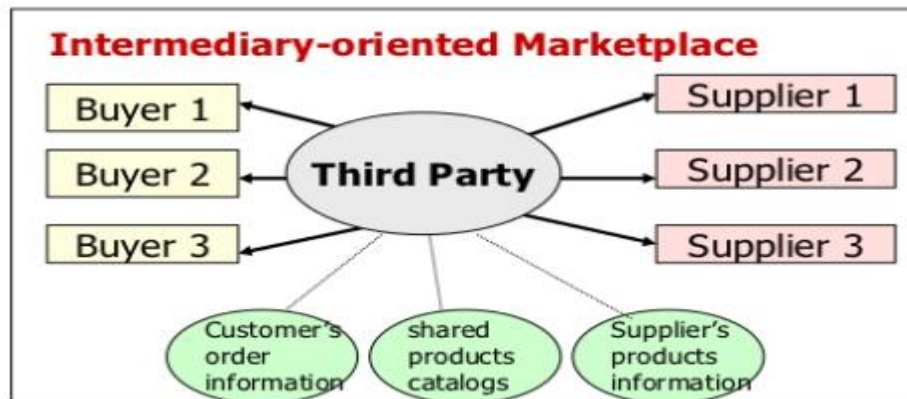 Intermediary-oriented Marketplace
Buyer 1
Buyer 2
Buyer 3
Third Party
Supplier 1
Supplier 2
Supplier 3
Customer's
order
information
shared
products
catalogs
Supplier's
products
information